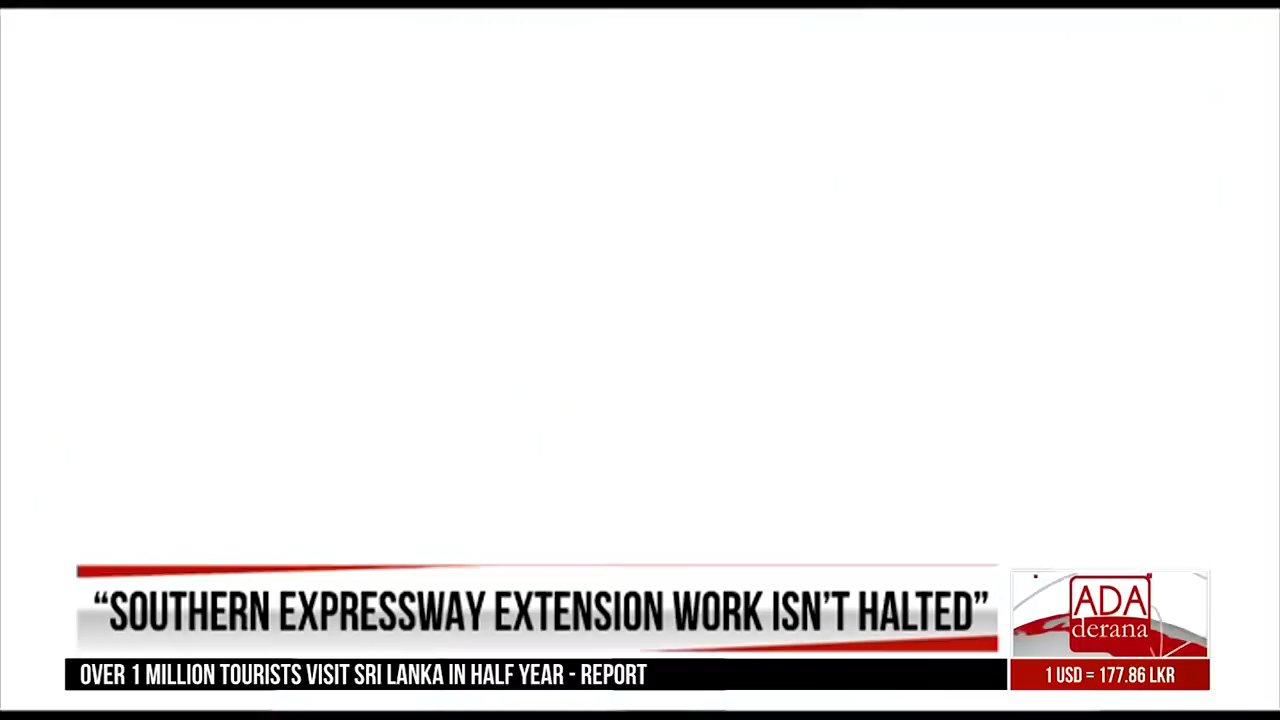 “SOUTHERN EXPRESSWAY EXTENSION WORK ISN’T HALTED”
ADA
derana
OVER 1 MILLION TOURISTS VISIT SRI LANKA IN HALF YEAR - REPORT
1 USD = 177.86 LKR